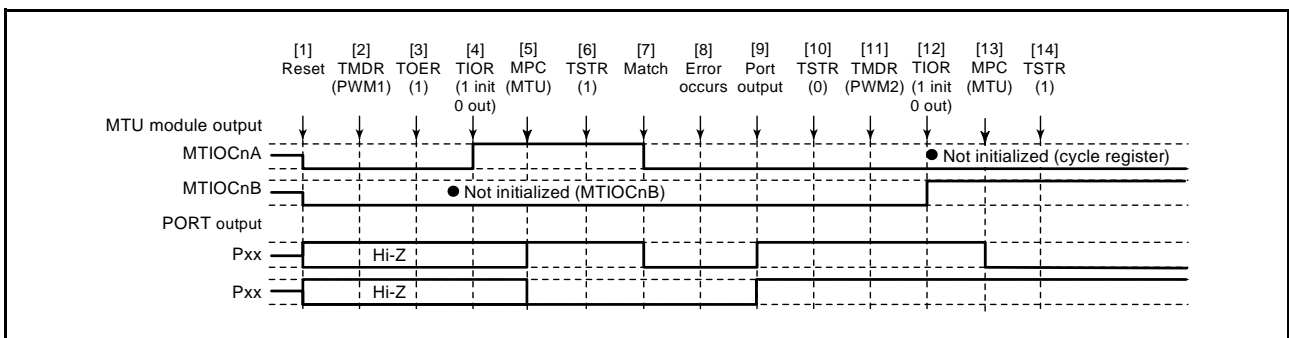 [1] [2] [3] [4] [5] [6] [7] [8] [9] [10] [11] [12] [13] [14]
Reset TMDR TOER TIOR MPC TSTR Match Error Port TSTR TMDR TIOR MPC TSTR
(PWM1) (1) (1 init (MTU) (1) occurs output (0) (PWM2) (1 init (MTU) (1)
0 out) 0 out)
MTU module output
MTIOCnA ● Not initialized (cycle register)
MTIOCnB ● Not initialized (MTIOCnB)
PORT output
Pxx Hi-Z
Pxx Hi-Z